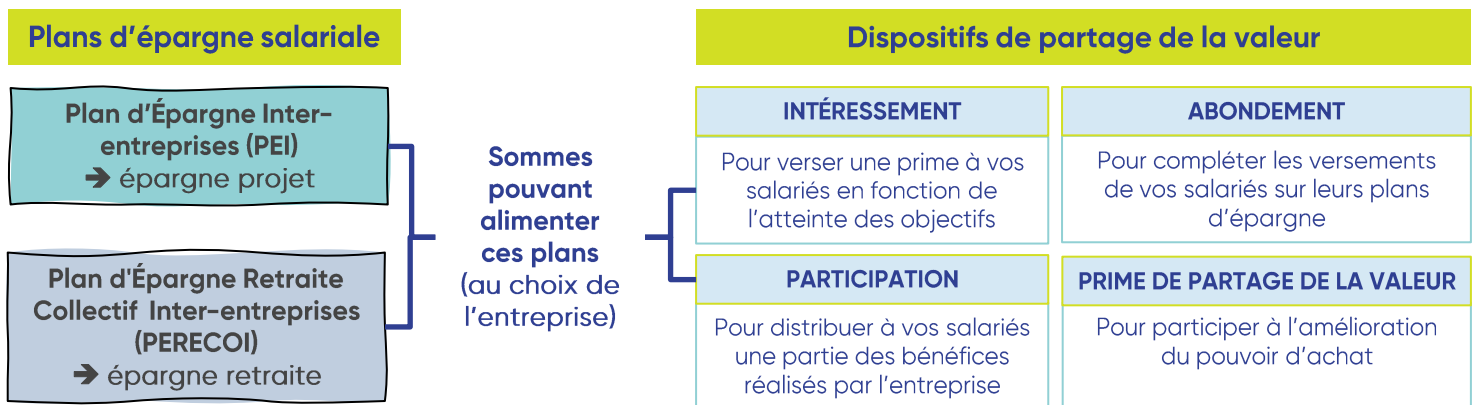 Plans d'épargne salariale
Plan d'Épargne Inter-
entreprises (PEI)
➔ épargne projet
Plan d'Épargne Retraite
Collectif Inter-entreprises
(PERECOI)
➔ épargne retraite
Sommes
pouvant
alimenter
ces plans
(au choix de
l'entreprise)
Dispositifs de partage de la valeur
INTÉRESSEMENT
Pour verser une prime à vos
salariés en fonction de
l'atteinte des objectifs
ABONDEMENT
Pour compléter les versements
de vos salariés sur leurs plans
d'épargne
PARTICIPATION
Pour distribuer à vos salariés
une partie des bénéfices
réalisés par l'entreprise
PRIME DE PARTAGE DE LA VALEUR
Pour participer à l'amélioration
du pouvoir d'achat